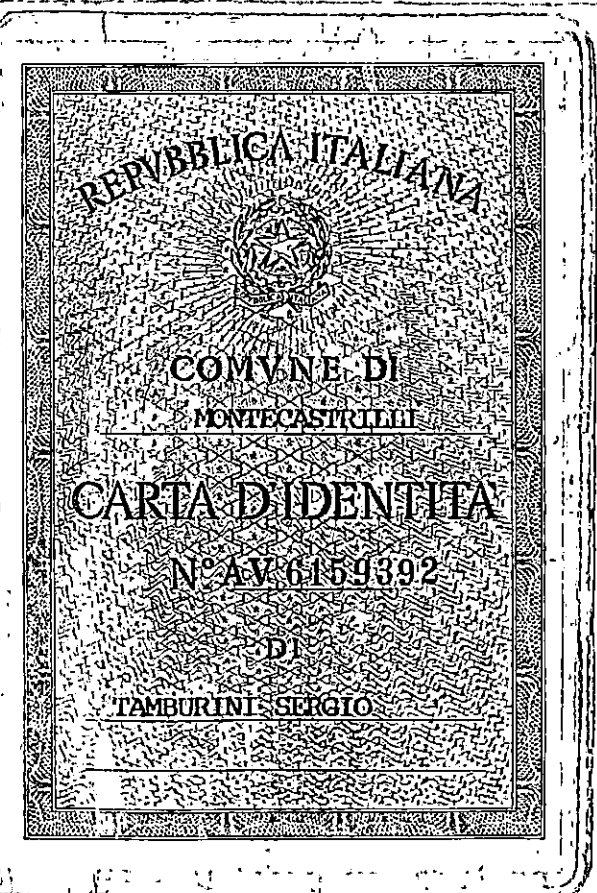 REPVBBLICA ITALIANA
COMVNE DI
MONTECASTRILLI
CARTA D'IDENTITA
N° AV 6159392
DI
TAMBURINI SERGIO